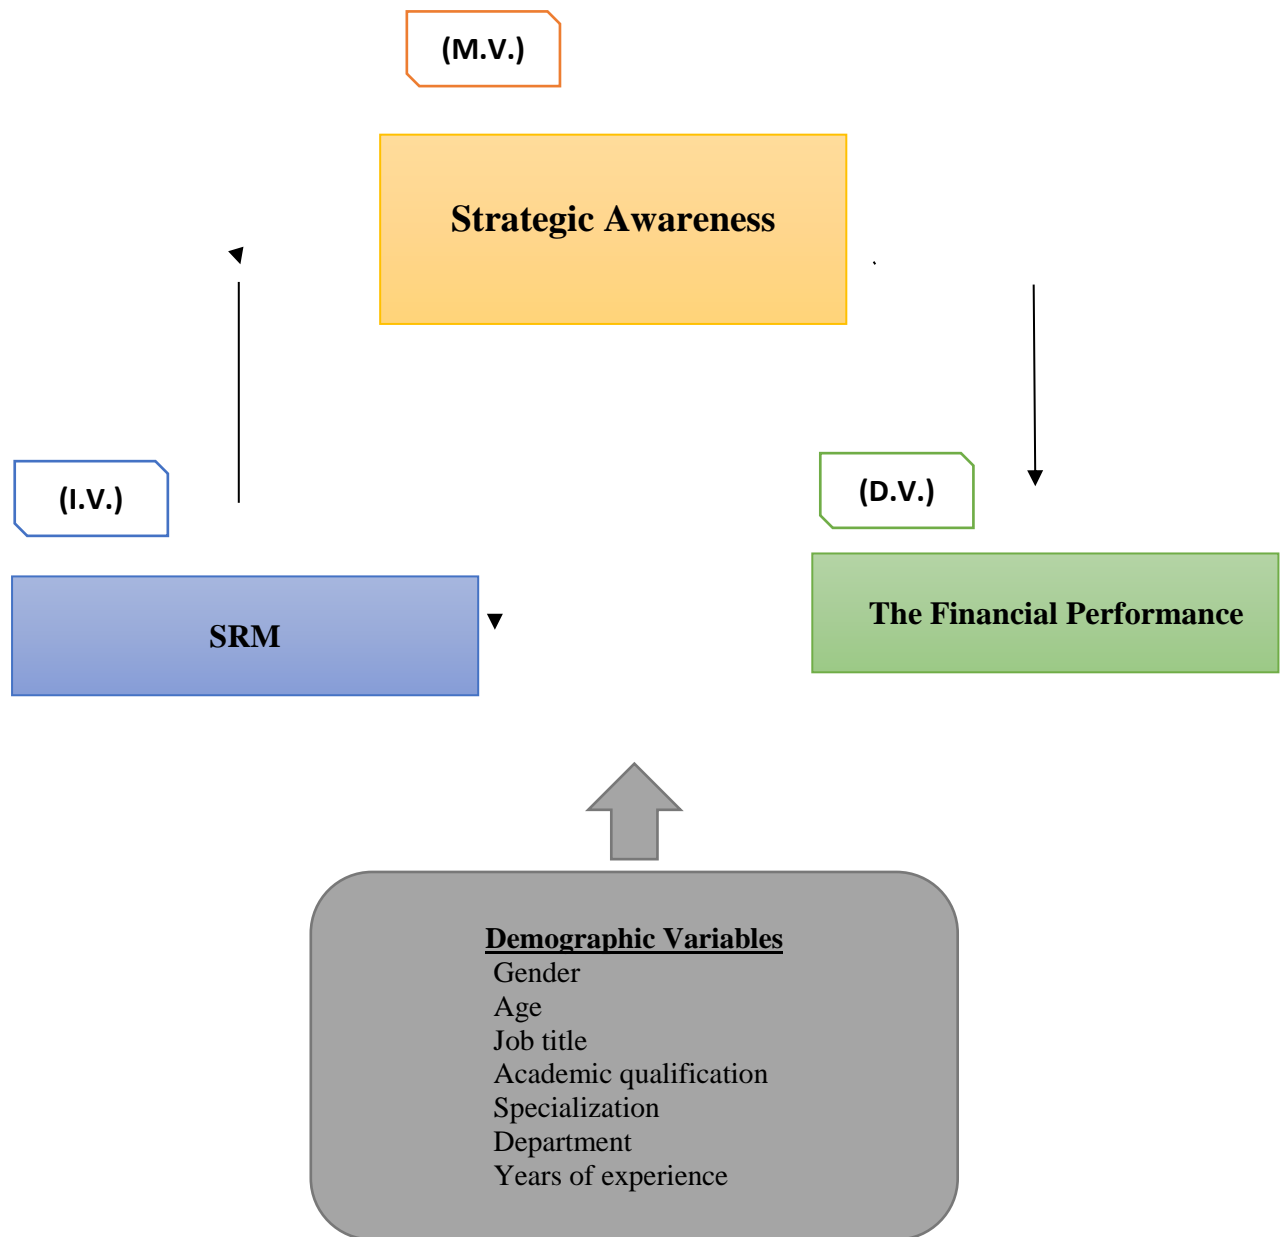 (M.V.)
Strategic Awareness
(I.V.)
(D.V.)
SRM
The Financial Performance
Demographic Variables
Gender
Age
Job title
Academic qualification
Specialization
Department
Years of experience